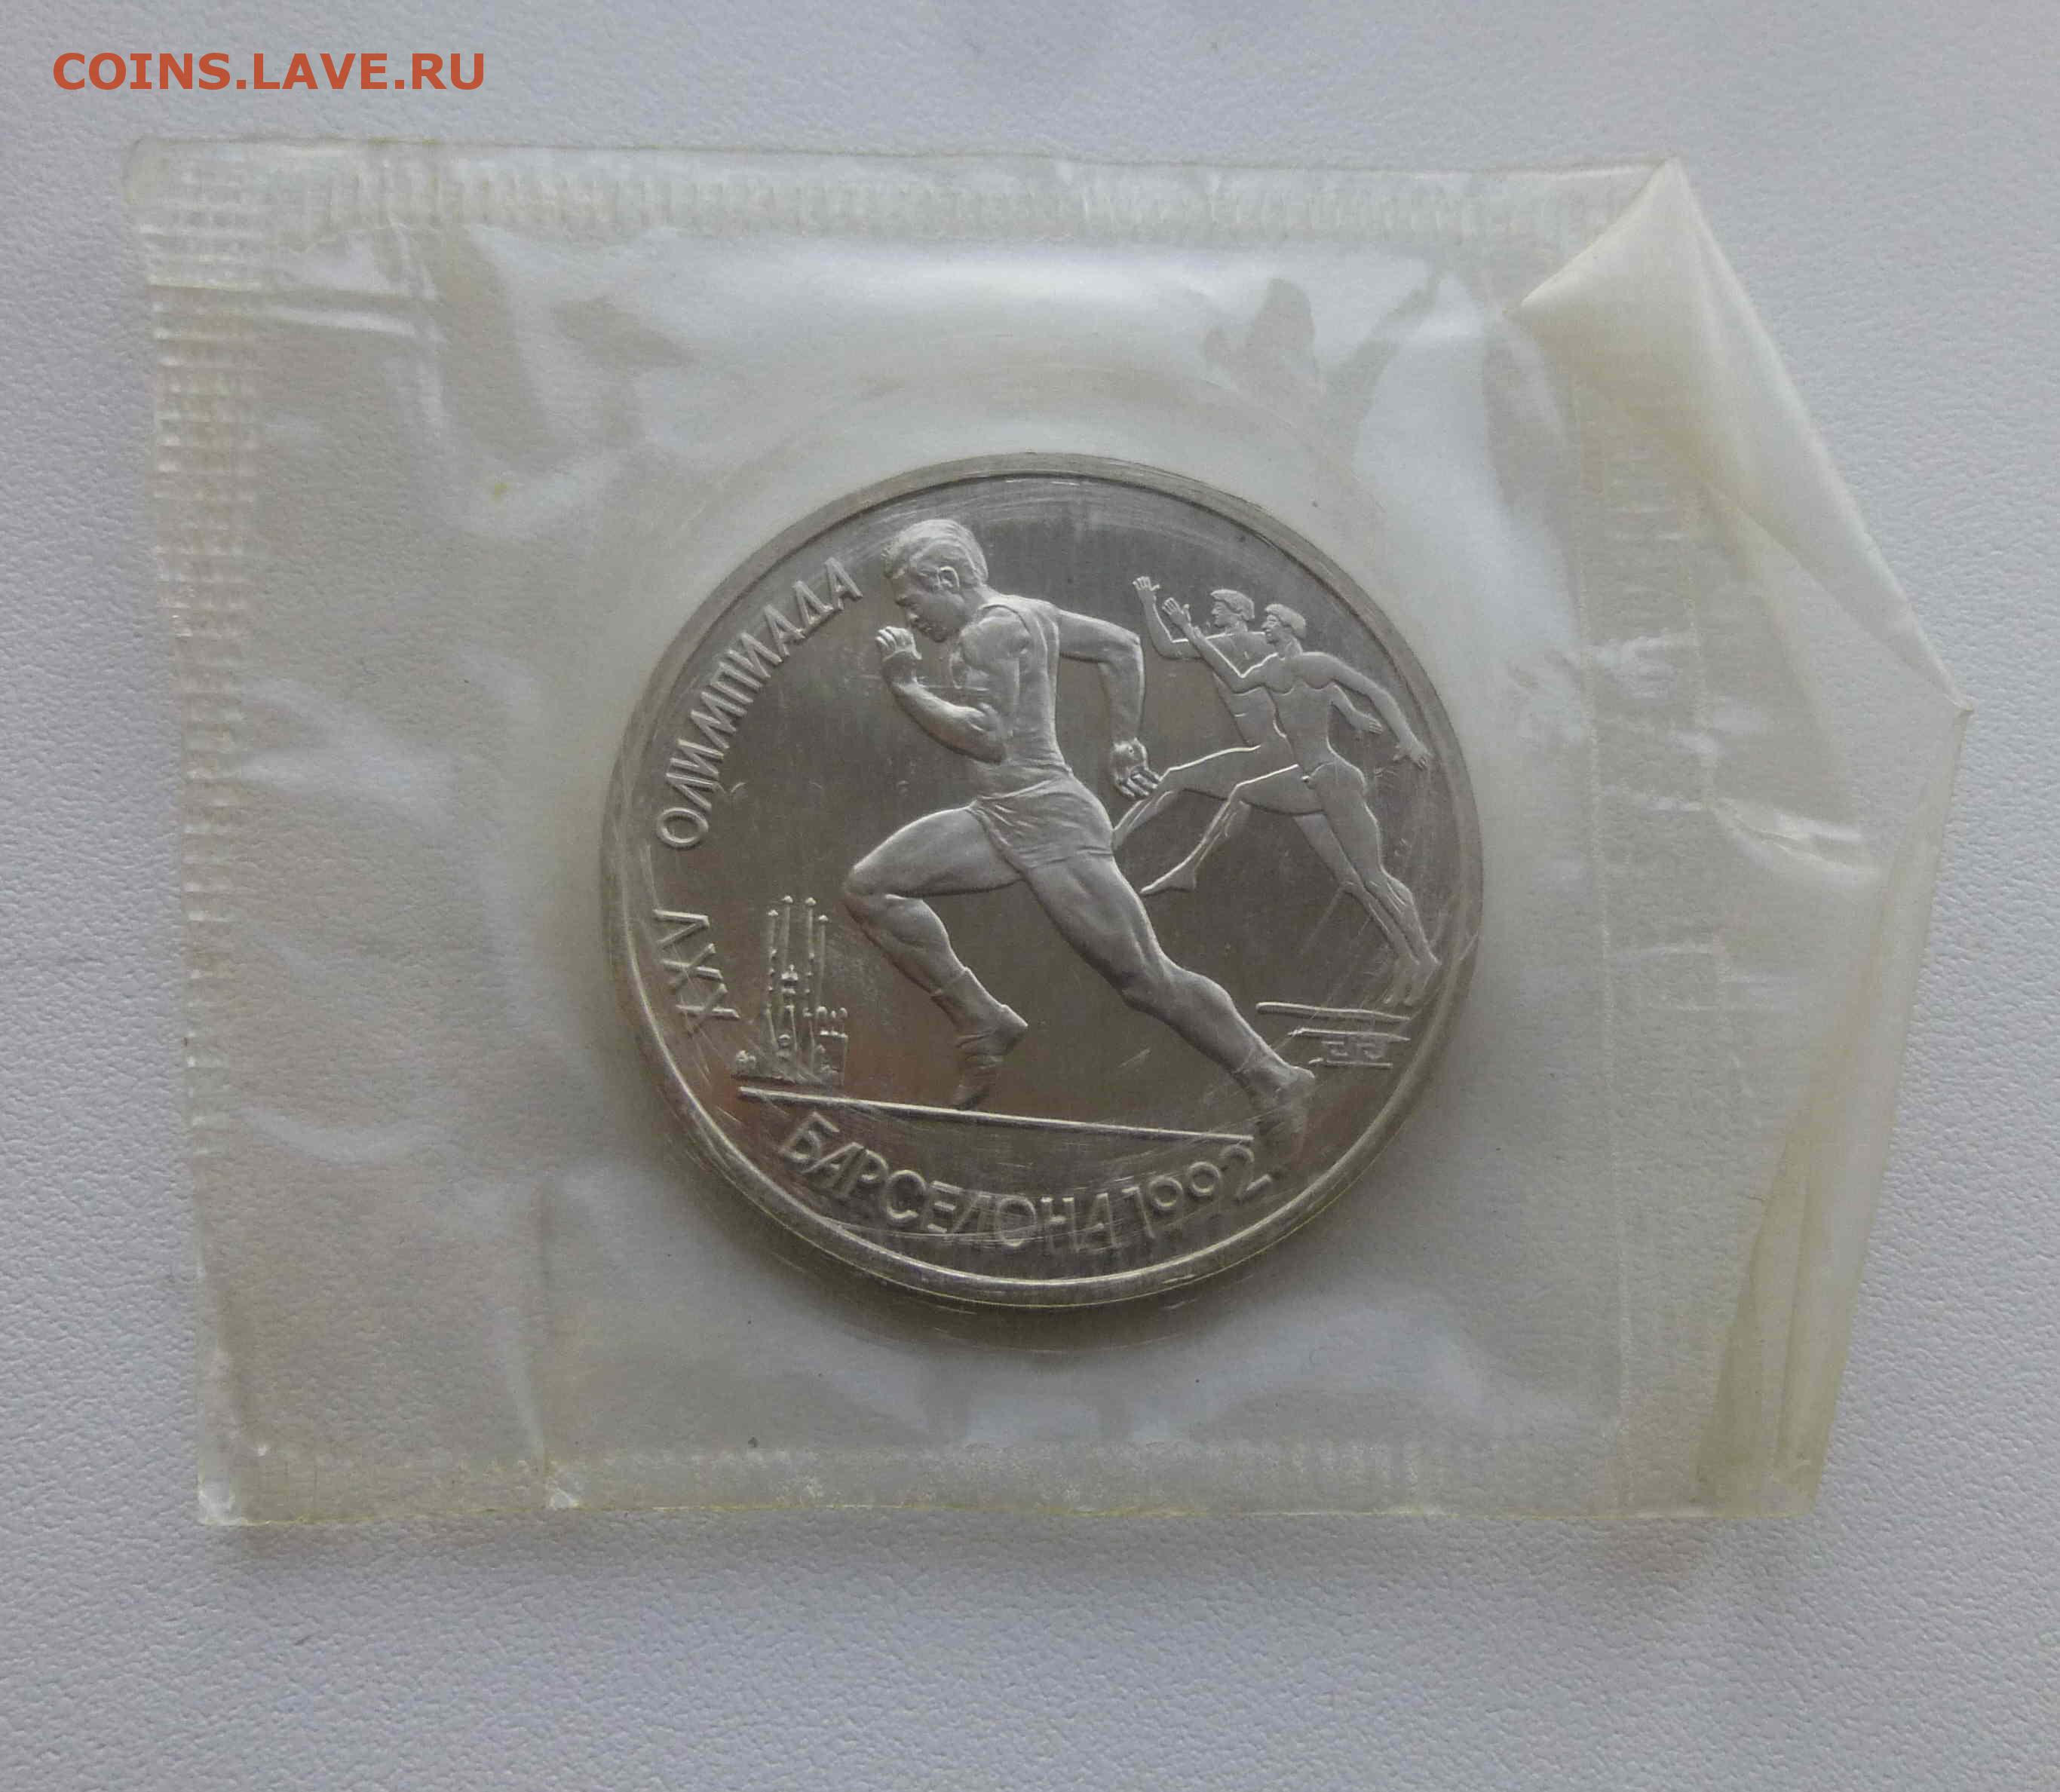 COINS.LAVE.RU
XXV ОЛИМПИАДА
БАРСЕЛОНА 1992